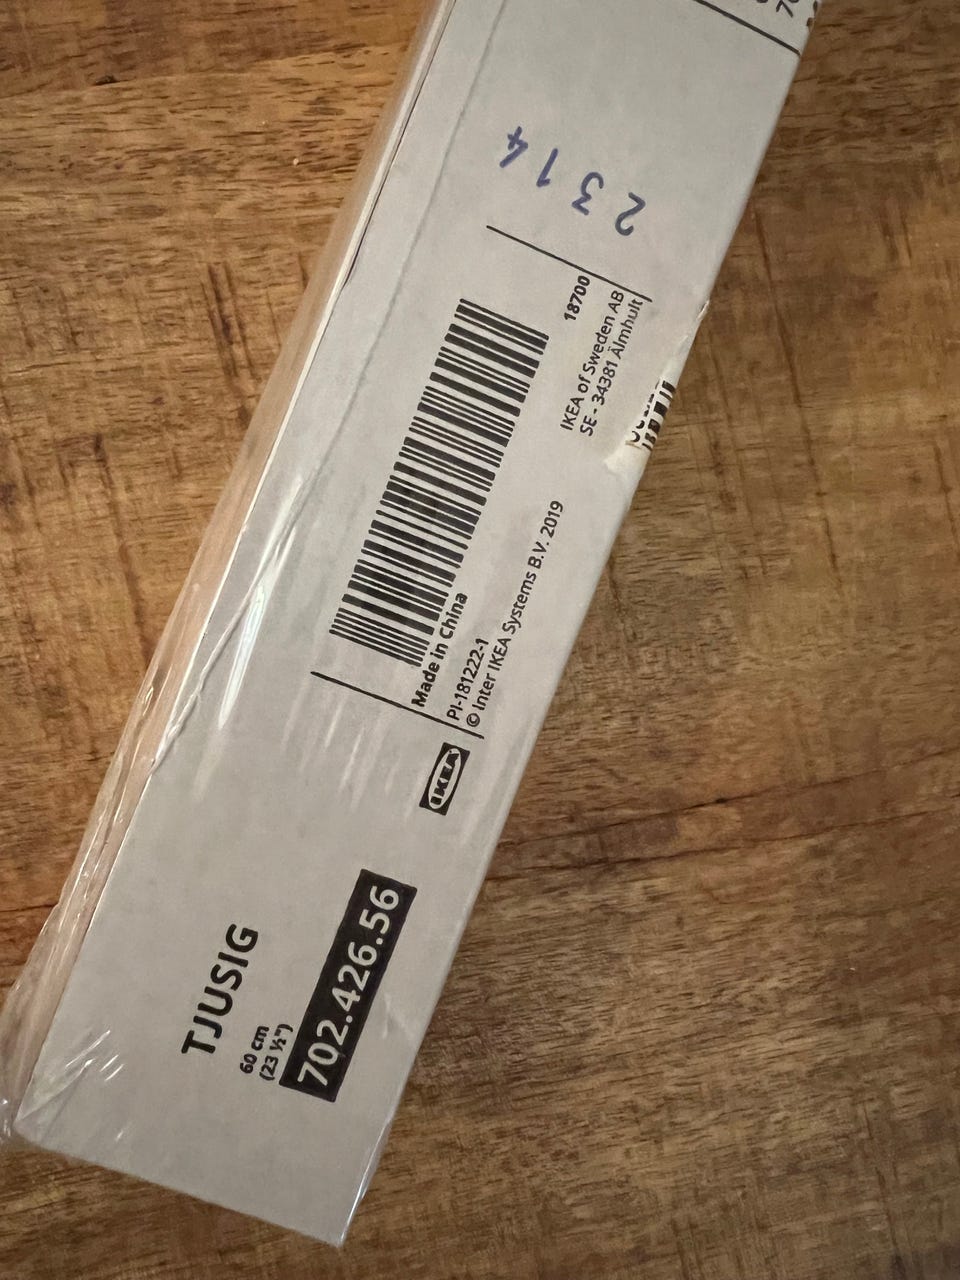 TJUSIG
60 cm
(23 ½")
702.426.56
IKEA
Made in China
18700
PI-181222-1
© Inter IKEA Systems B.V. 2019
IKEA of Sweden AB
SE - 34381 Älmhult
2314